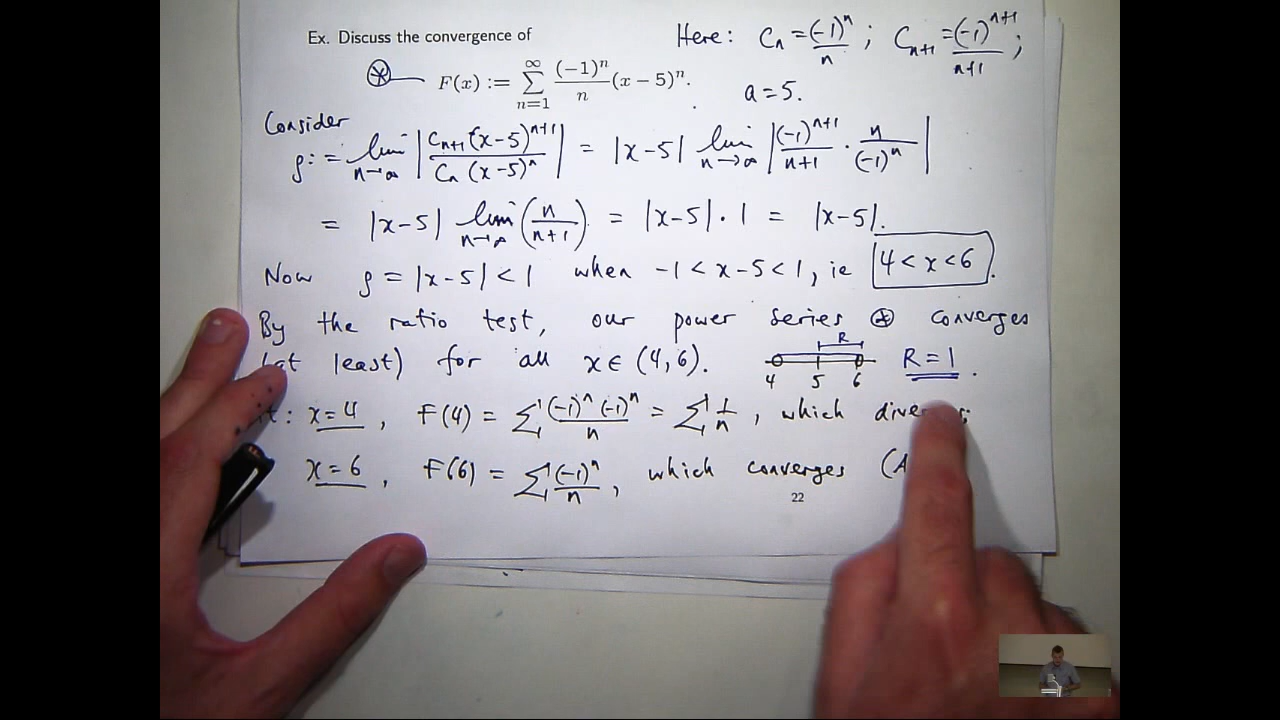 Ex. Discuss the convergence of
Here: Cₙ = (-1)ⁿ/n ; Cₙ₊₁ = (-1)ⁿ⁺¹/(n+1) ;
⊛ F(x) := ∑_{n=1}^{∞} (-1)ⁿ/n (x − 5)ⁿ.
a = 5.
Consider
ρ := lim_{n→∞} |Cₙ₊₁(x-5)ⁿ⁺¹ / Cₙ(x-5)ⁿ| = |x-5| lim_{n→∞} |(-1)ⁿ⁺¹/(n+1) · n/(-1)ⁿ|
= |x-5| lim_{n→∞} (n/(n+1)) = |x-5| · 1 = |x-5|.
Now ρ = |x-5| < 1 when -1 < x-5 < 1, ie 4 < x < 6.
By the ratio test, our power series ⊛ converges
least) for all x ∈ (4,6). 4 5 6 R R = 1.
: x=4, F(4) = ∑₁ (-1)ⁿ(-1)ⁿ/n = ∑₁ 1/n, which ;
x=6, F(6) = ∑₁ (-1)ⁿ/n, which converges (A
22